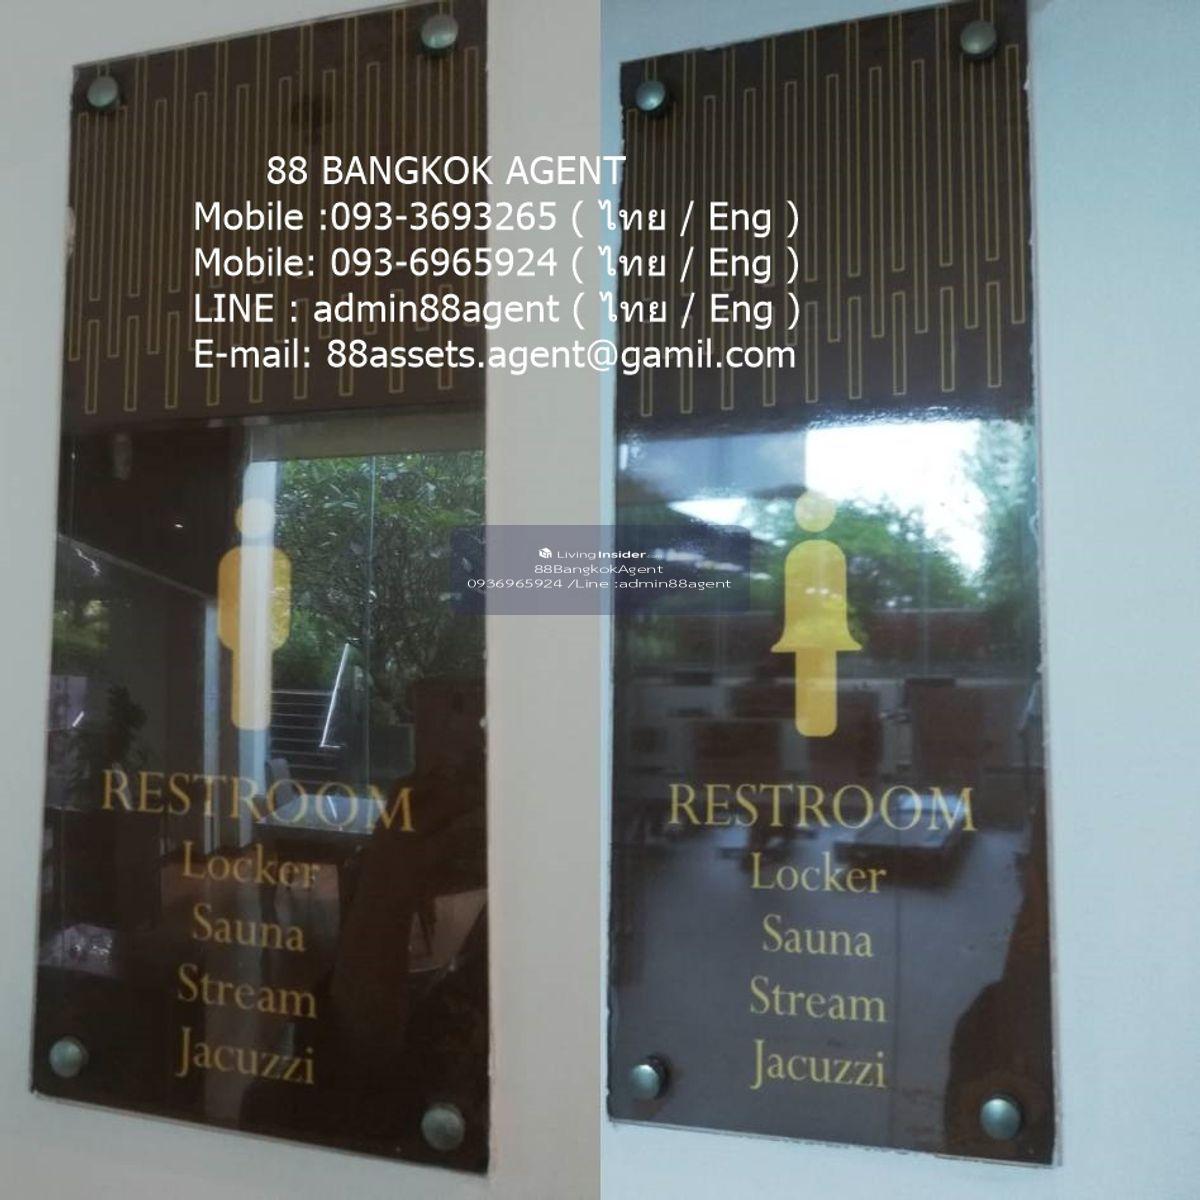 88 BANGKOK AGENT
Mobile :093-3693265 ( ไทย / Eng )
Mobile: 093-6965924 ( ไทย / Eng )
LINE : admin88agent ( ไทย / Eng )
E-mail: 88assets.agent@gamil.com
LivingInsider.com
88BangkokAgent
0936965924 /Line :admin88agent
RESTROOM
Locker
Sauna
Stream
Jacuzzi
RESTROOM
Locker
Sauna
Stream
Jacuzzi